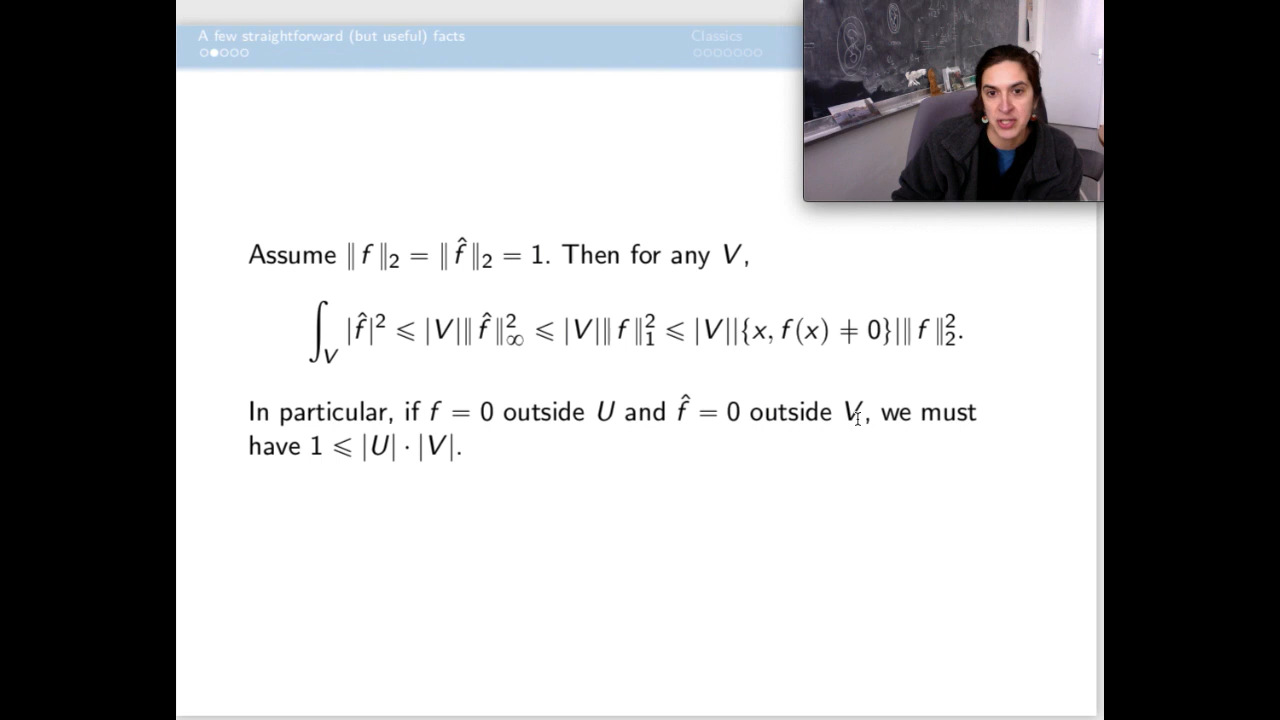 A few straightforward (but useful) facts
Classics
Assume ‖ f ‖₂ = ‖ f̂ ‖₂ = 1. Then for any V,
∫_V |f̂|² ⩽ |V|‖ f̂ ‖²_∞ ⩽ |V|‖ f ‖²₁ ⩽ |V||{x, f(x) ≠ 0}|‖ f ‖²₂.
In particular, if f = 0 outside U and f̂ = 0 outside V, we must
have 1 ⩽ |U| · |V|.